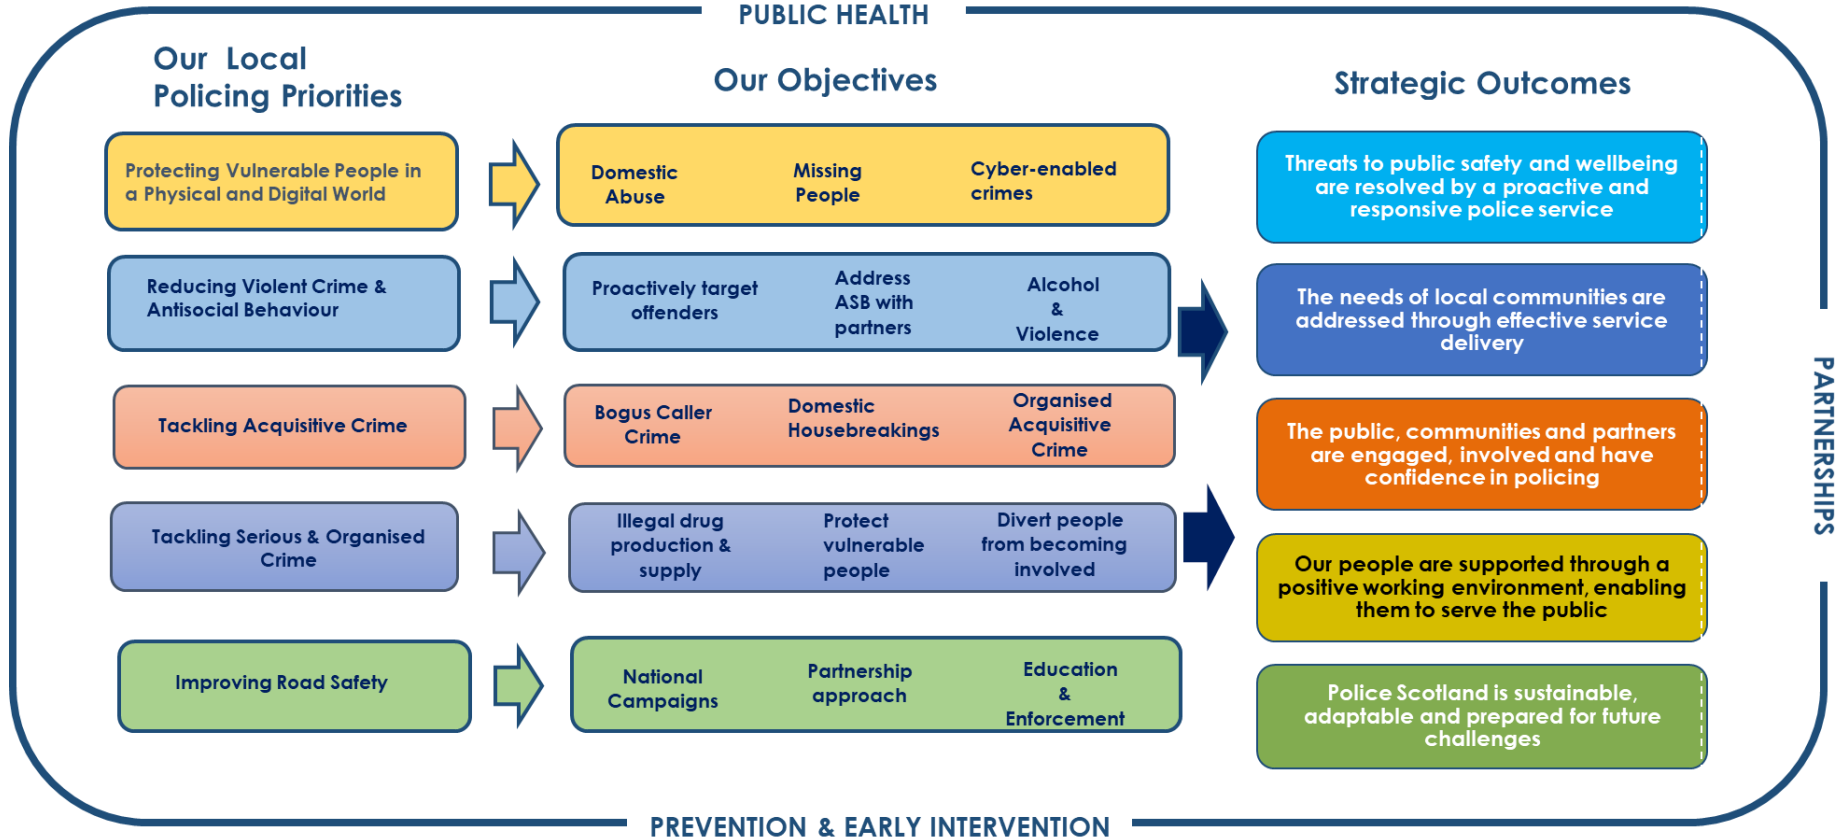 PUBLIC HEALTH
Our Local
Policing Priorities
Our Objectives
Strategic Outcomes
Protecting Vulnerable People in
a Physical and Digital World
Domestic
Abuse
Missing
People
Cyber-enabled
crimes
Reducing Violent Crime &
Antisocial Behaviour
Proactively target
offenders
Address
ASB with
partners
Alcohol
&
Violence
Tackling Acquisitive Crime
Bogus Caller
Crime
Domestic
Housebreakings
Organised
Acquisitive
Crime
Tackling Serious & Organised
Crime
Illegal drug
production &
supply
Protect
vulnerable
people
Divert people
from becoming
involved
Improving Road Safety
National
Campaigns
Partnership
approach
Education
&
Enforcement
Threats to public safety and wellbeing
are resolved by a proactive and
responsive police service
The needs of local communities are
addressed through effective service
delivery
The public, communities and partners
are engaged, involved and have
confidence in policing
Our people are supported through a
positive working environment, enabling
them to serve the public
Police Scotland is sustainable,
adaptable and prepared for future
challenges
PARTNERSHIPS
PREVENTION & EARLY INTERVENTION